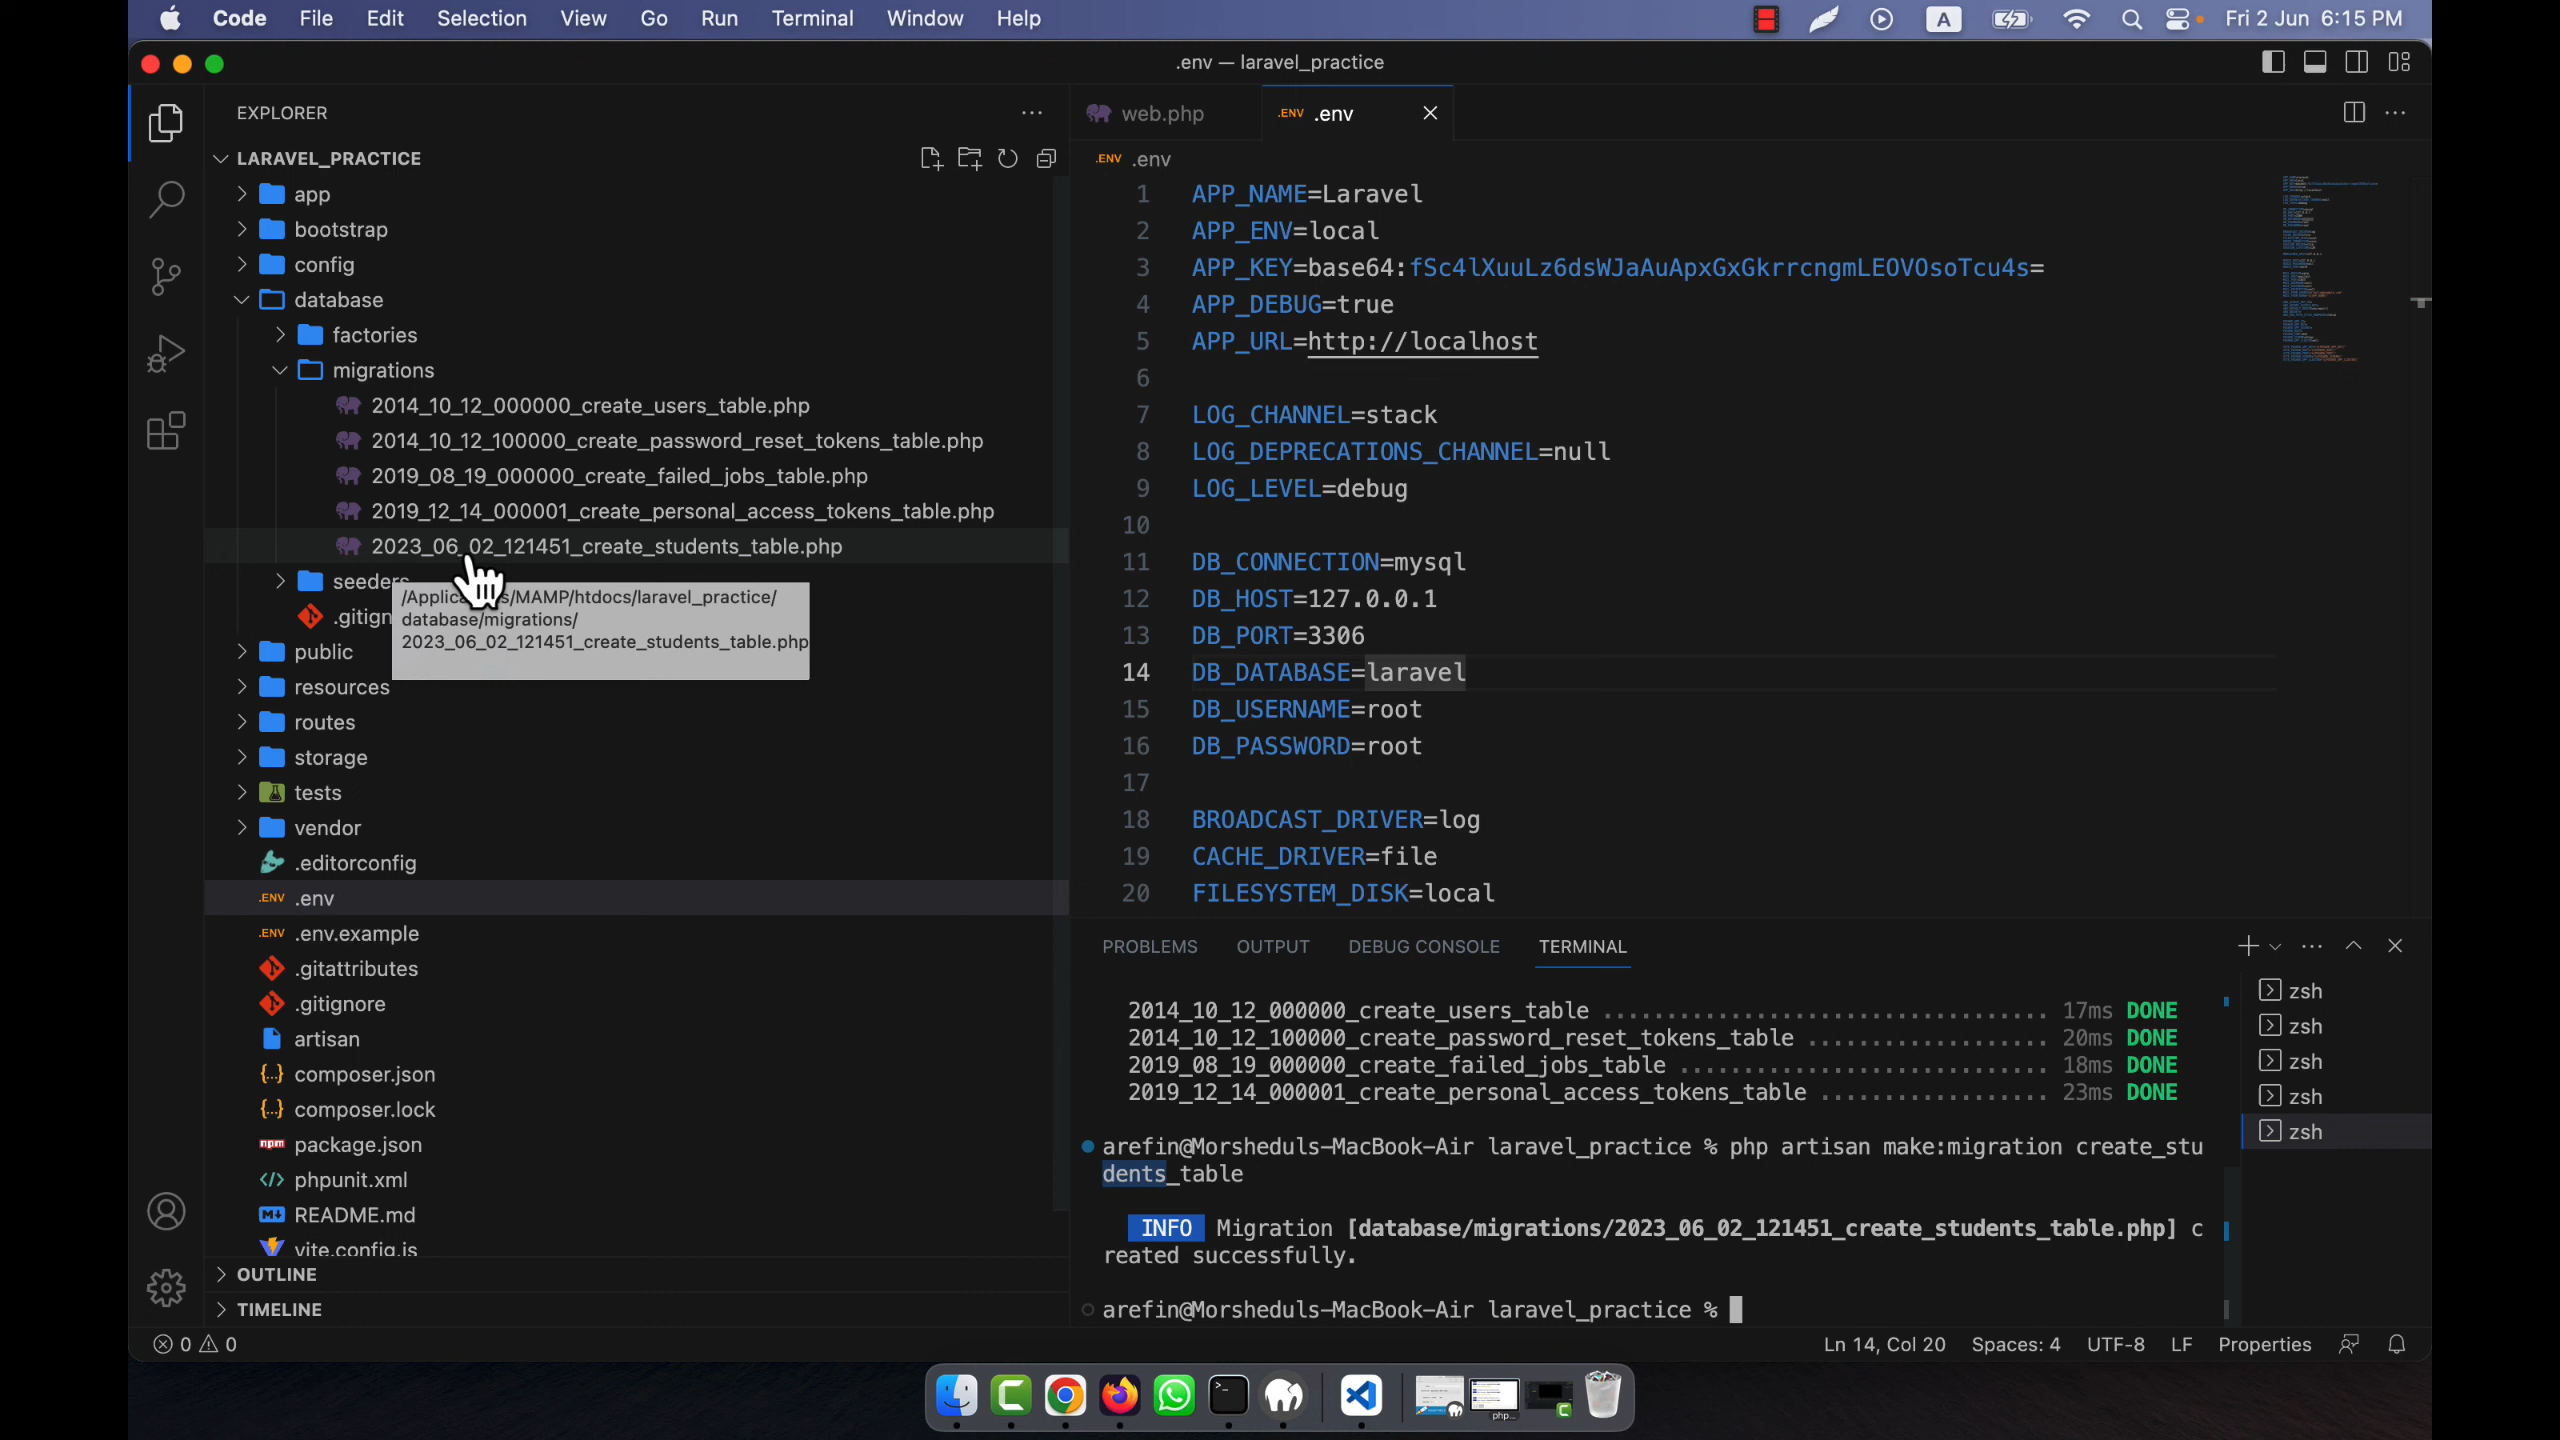 Code File Edit Selection View Go Run Terminal Window Help
A
Fri 2 Jun 6:15 PM
.env — laravel_practice
EXPLORER
LARAVEL_PRACTICE
app
bootstrap
config
database
factories
migrations
2014_10_12_000000_create_users_table.php
2014_10_12_100000_create_password_reset_tokens_table.php
2019_08_19_000000_create_failed_jobs_table.php
2019_12_14_000001_create_personal_access_tokens_table.php
2023_06_02_121451_create_students_table.php
seeders
.gitign
/Applic s/MAMP/htdocs/laravel_practice/
database/migrations/
2023_06_02_121451_create_students_table.php
public
resources
routes
storage
tests
vendor
.editorconfig
.ENV .env
.ENV .env.example
.gitattributes
.gitignore
artisan
{..} composer.json
{..} composer.lock
npm package.json
</> phpunit.xml
README.md
vite.config.js
OUTLINE
TIMELINE
web.php
.ENV .env
.ENV .env
1 APP_NAME=Laravel
2 APP_ENV=local
3 APP_KEY=base64:fSc4lXuuLz6dsWJaAuApxGxGkrrcngmLEOVOsoTcu4s=
4 APP_DEBUG=true
5 APP_URL=http://localhost
6
7 LOG_CHANNEL=stack
8 LOG_DEPRECATIONS_CHANNEL=null
9 LOG_LEVEL=debug
10
11 DB_CONNECTION=mysql
12 DB_HOST=127.0.0.1
13 DB_PORT=3306
14 DB_DATABASE=laravel
15 DB_USERNAME=root
16 DB_PASSWORD=root
17
18 BROADCAST_DRIVER=log
19 CACHE_DRIVER=file
20 FILESYSTEM_DISK=local
PROBLEMS OUTPUT DEBUG CONSOLE TERMINAL
2014_10_12_000000_create_users_table .................................. 17ms DONE
2014_10_12_100000_create_password_reset_tokens_table ................... 20ms DONE
2019_08_19_000000_create_failed_jobs_table ............................. 18ms DONE
2019_12_14_000001_create_personal_access_tokens_table .................. 23ms DONE
arefin@Morsheduls-MacBook-Air laravel_practice % php artisan make:migration create_stu
dents_table
INFO Migration [database/migrations/2023_06_02_121451_create_students_table.php] c
reated successfully.
arefin@Morsheduls-MacBook-Air laravel_practice %
zsh
zsh
zsh
zsh
zsh
0 0
Ln 14, Col 20 Spaces: 4 UTF-8 LF Properties
php...